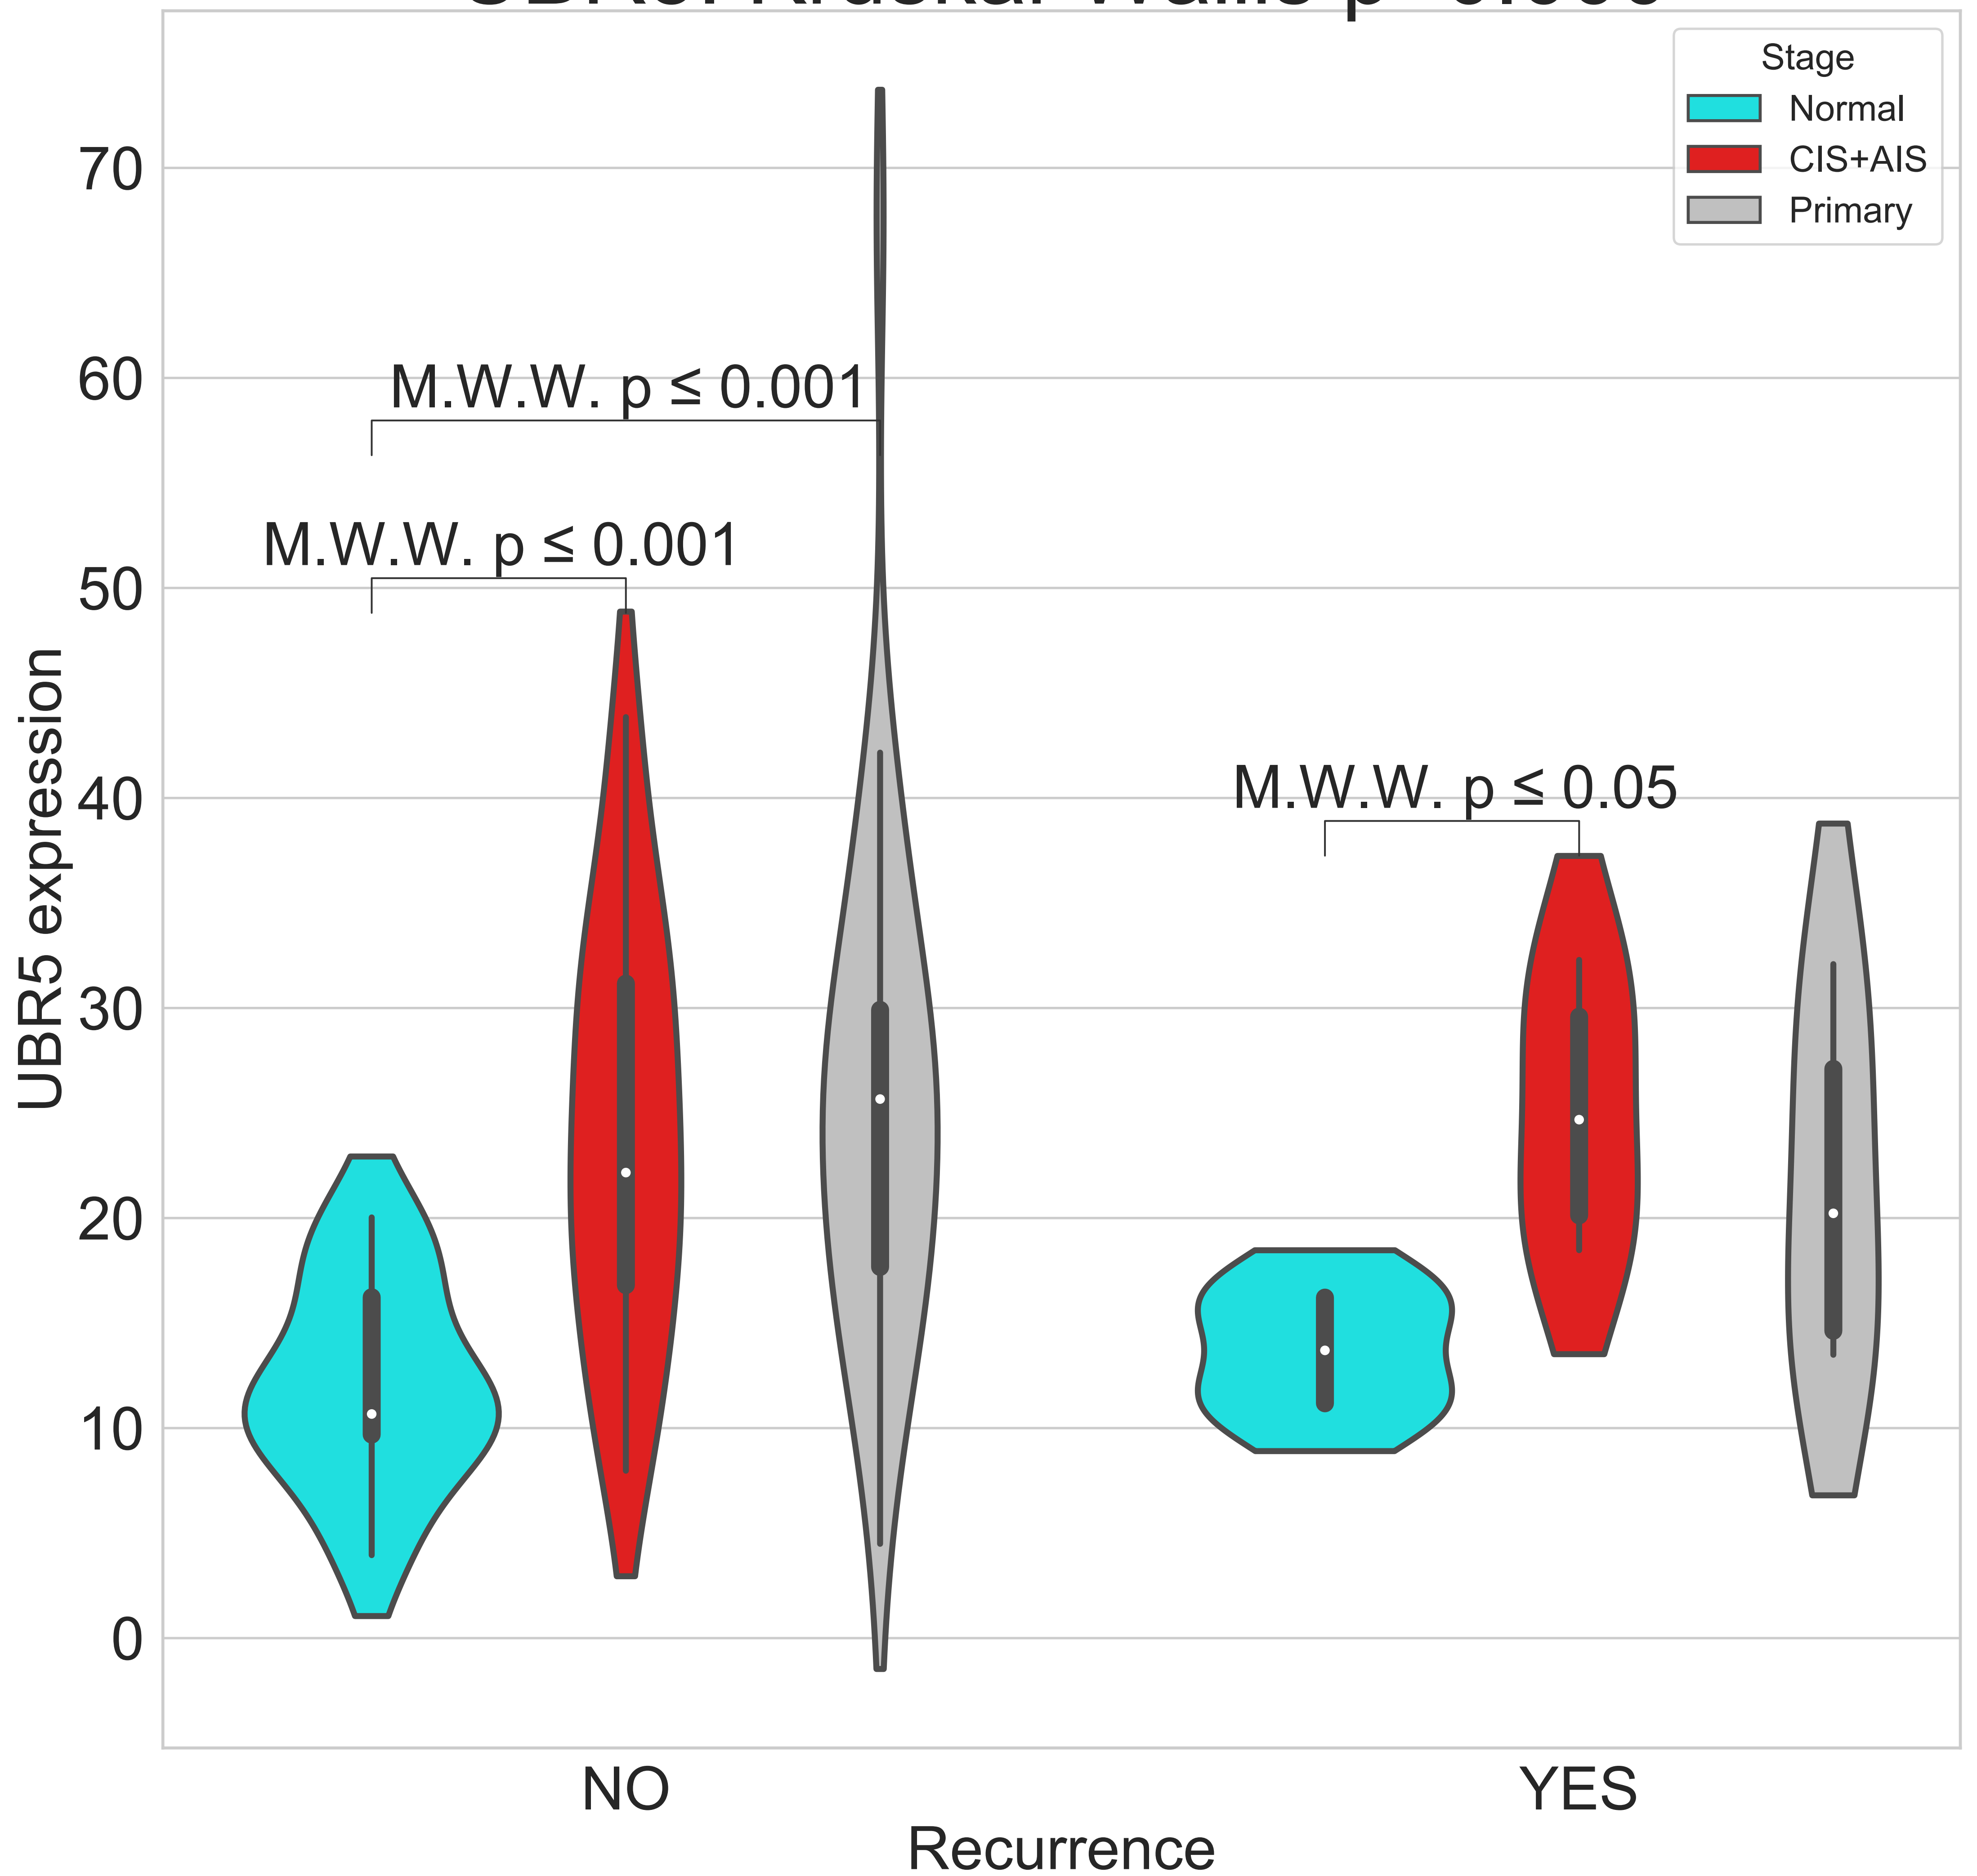 Stage
Normal
CIS+AIS
Primary
70
60
50
40
30
20
10
0
UBR5 expression
M.W.W. p ≤ 0.001
M.W.W. p ≤ 0.001
M.W.W. p ≤ 0.05
NO
YES
Recurrence